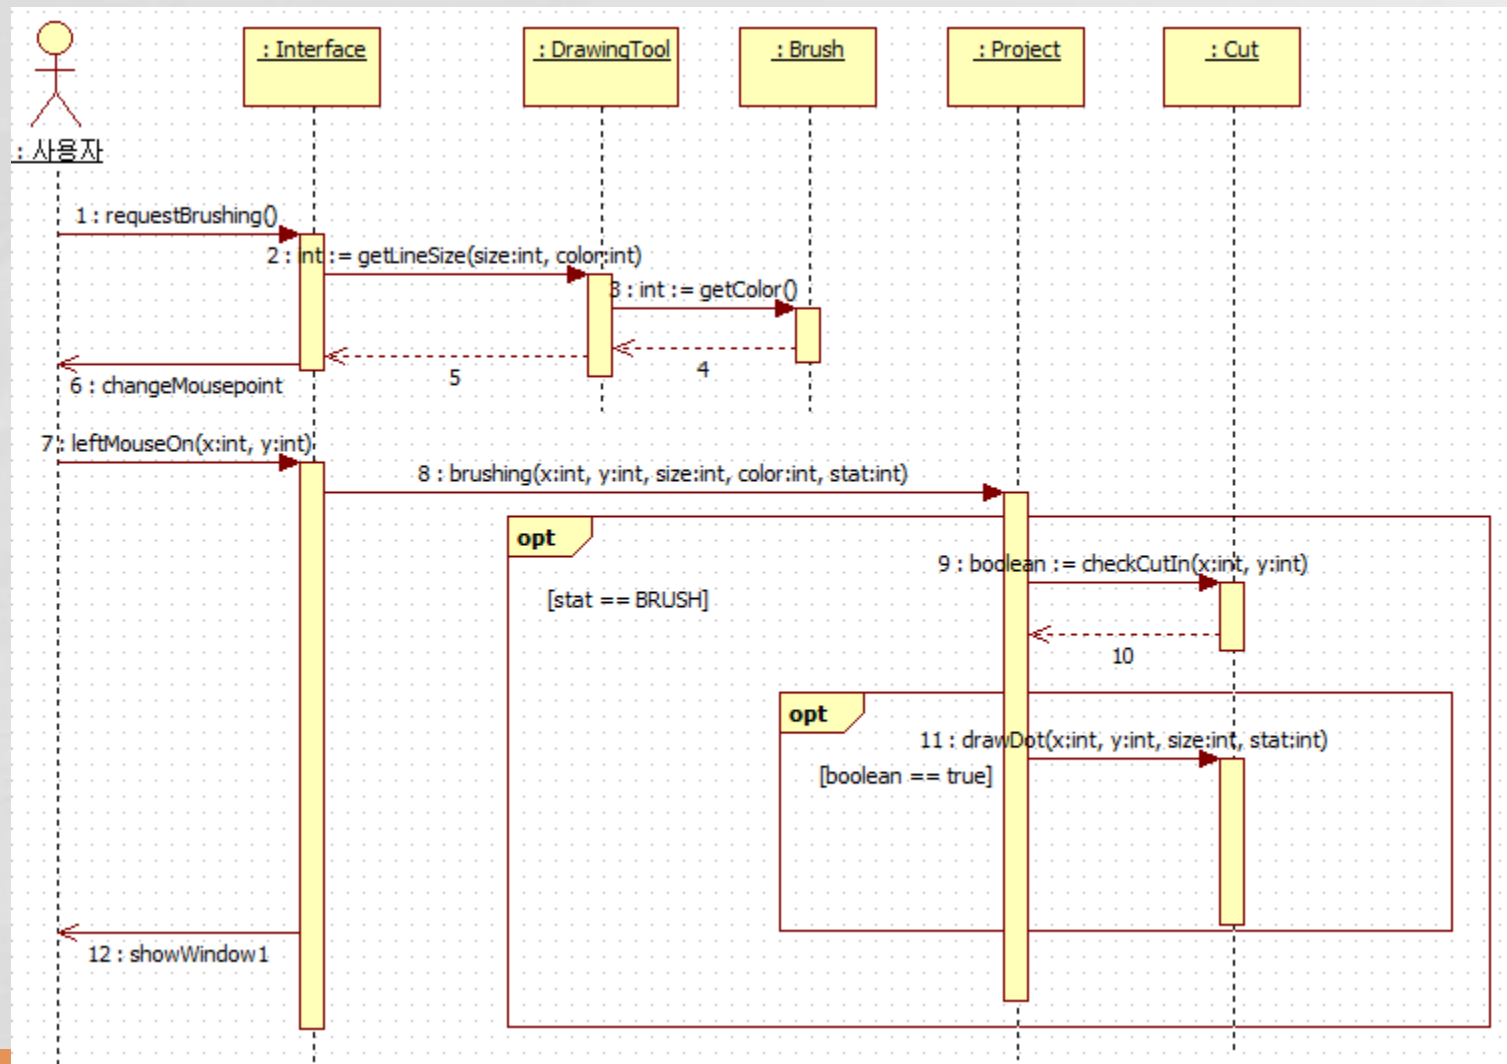 : Interface
: DrawingTool
: Brush
: Project
: Cut
: 사용자
1 : requestBrushing()
2 : int := getLineSize(size:int, color:int)
3 : int := getColor()
4
5
6 : changeMousepoint
7 : leftMouseOn(x:int, y:int)
8 : brushing(x:int, y:int, size:int, color:int, stat:int)
opt
9 : boolean := checkCutIn(x:int, y:int)
[stat == BRUSH]
10
opt
11 : drawDot(x:int, y:int, size:int, stat:int)
[boolean == true]
12 : showWindow1